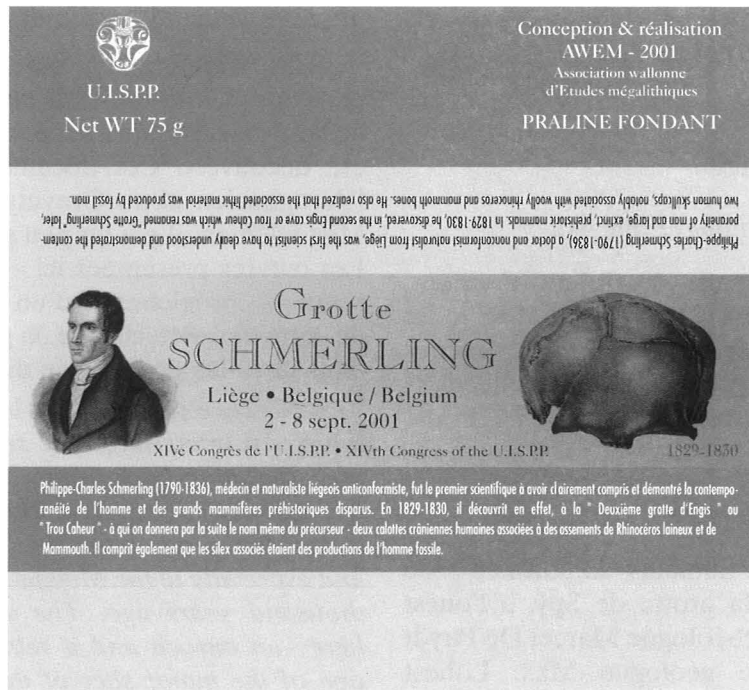 U.I.S.P.P.
Net WT 75 g
Conception & réalisation
AWEM - 2001
Association wallonne
d'Etudes mégalithiques
PRALINE FONDANT
Philippe-Charles Schmerling (1790-1836), a doctor and nonconformist naturalist from Liège, was the first scientist to have clearly understood and demonstrated the contem-
poraneity of man and large, extinct, prehistoric mammals. In 1829-1830, he discovered, in the second Engis cave or Trou Caheur which was renamed "Grotte Schmerling" later,
two human skullcaps, notably associated with woolly rhinoceros and mammoth bones. He also realized that the associated lithic material was produced by fossil man.
Grotte
SCHMERLING
Liège • Belgique / Belgium
2 - 8 sept. 2001
XIVe Congrès de l'U.I.S.P.P. • XIVth Congress of the U.I.S.P.P.
1829-1830
Philippe-Charles Schmerling (1790-1836), médecin et naturaliste liégeois anticonformiste, fut le premier scientifique à avoir clairement compris et démontré la contempo-
ranéité de l'homme et des grands mammifères préhistoriques disparus. En 1829-1830, il découvrit en effet, à la " Deuxième grotte d'Engis " ou
" Trou Caheur " - à qui on donnera par la suite le nom même du précurseur - deux calottes crâniennes humaines associées à des ossements de Rhinocéros laineux et de
Mammouth. Il comprit également que les silex associés étaient des productions de l'homme fossile.